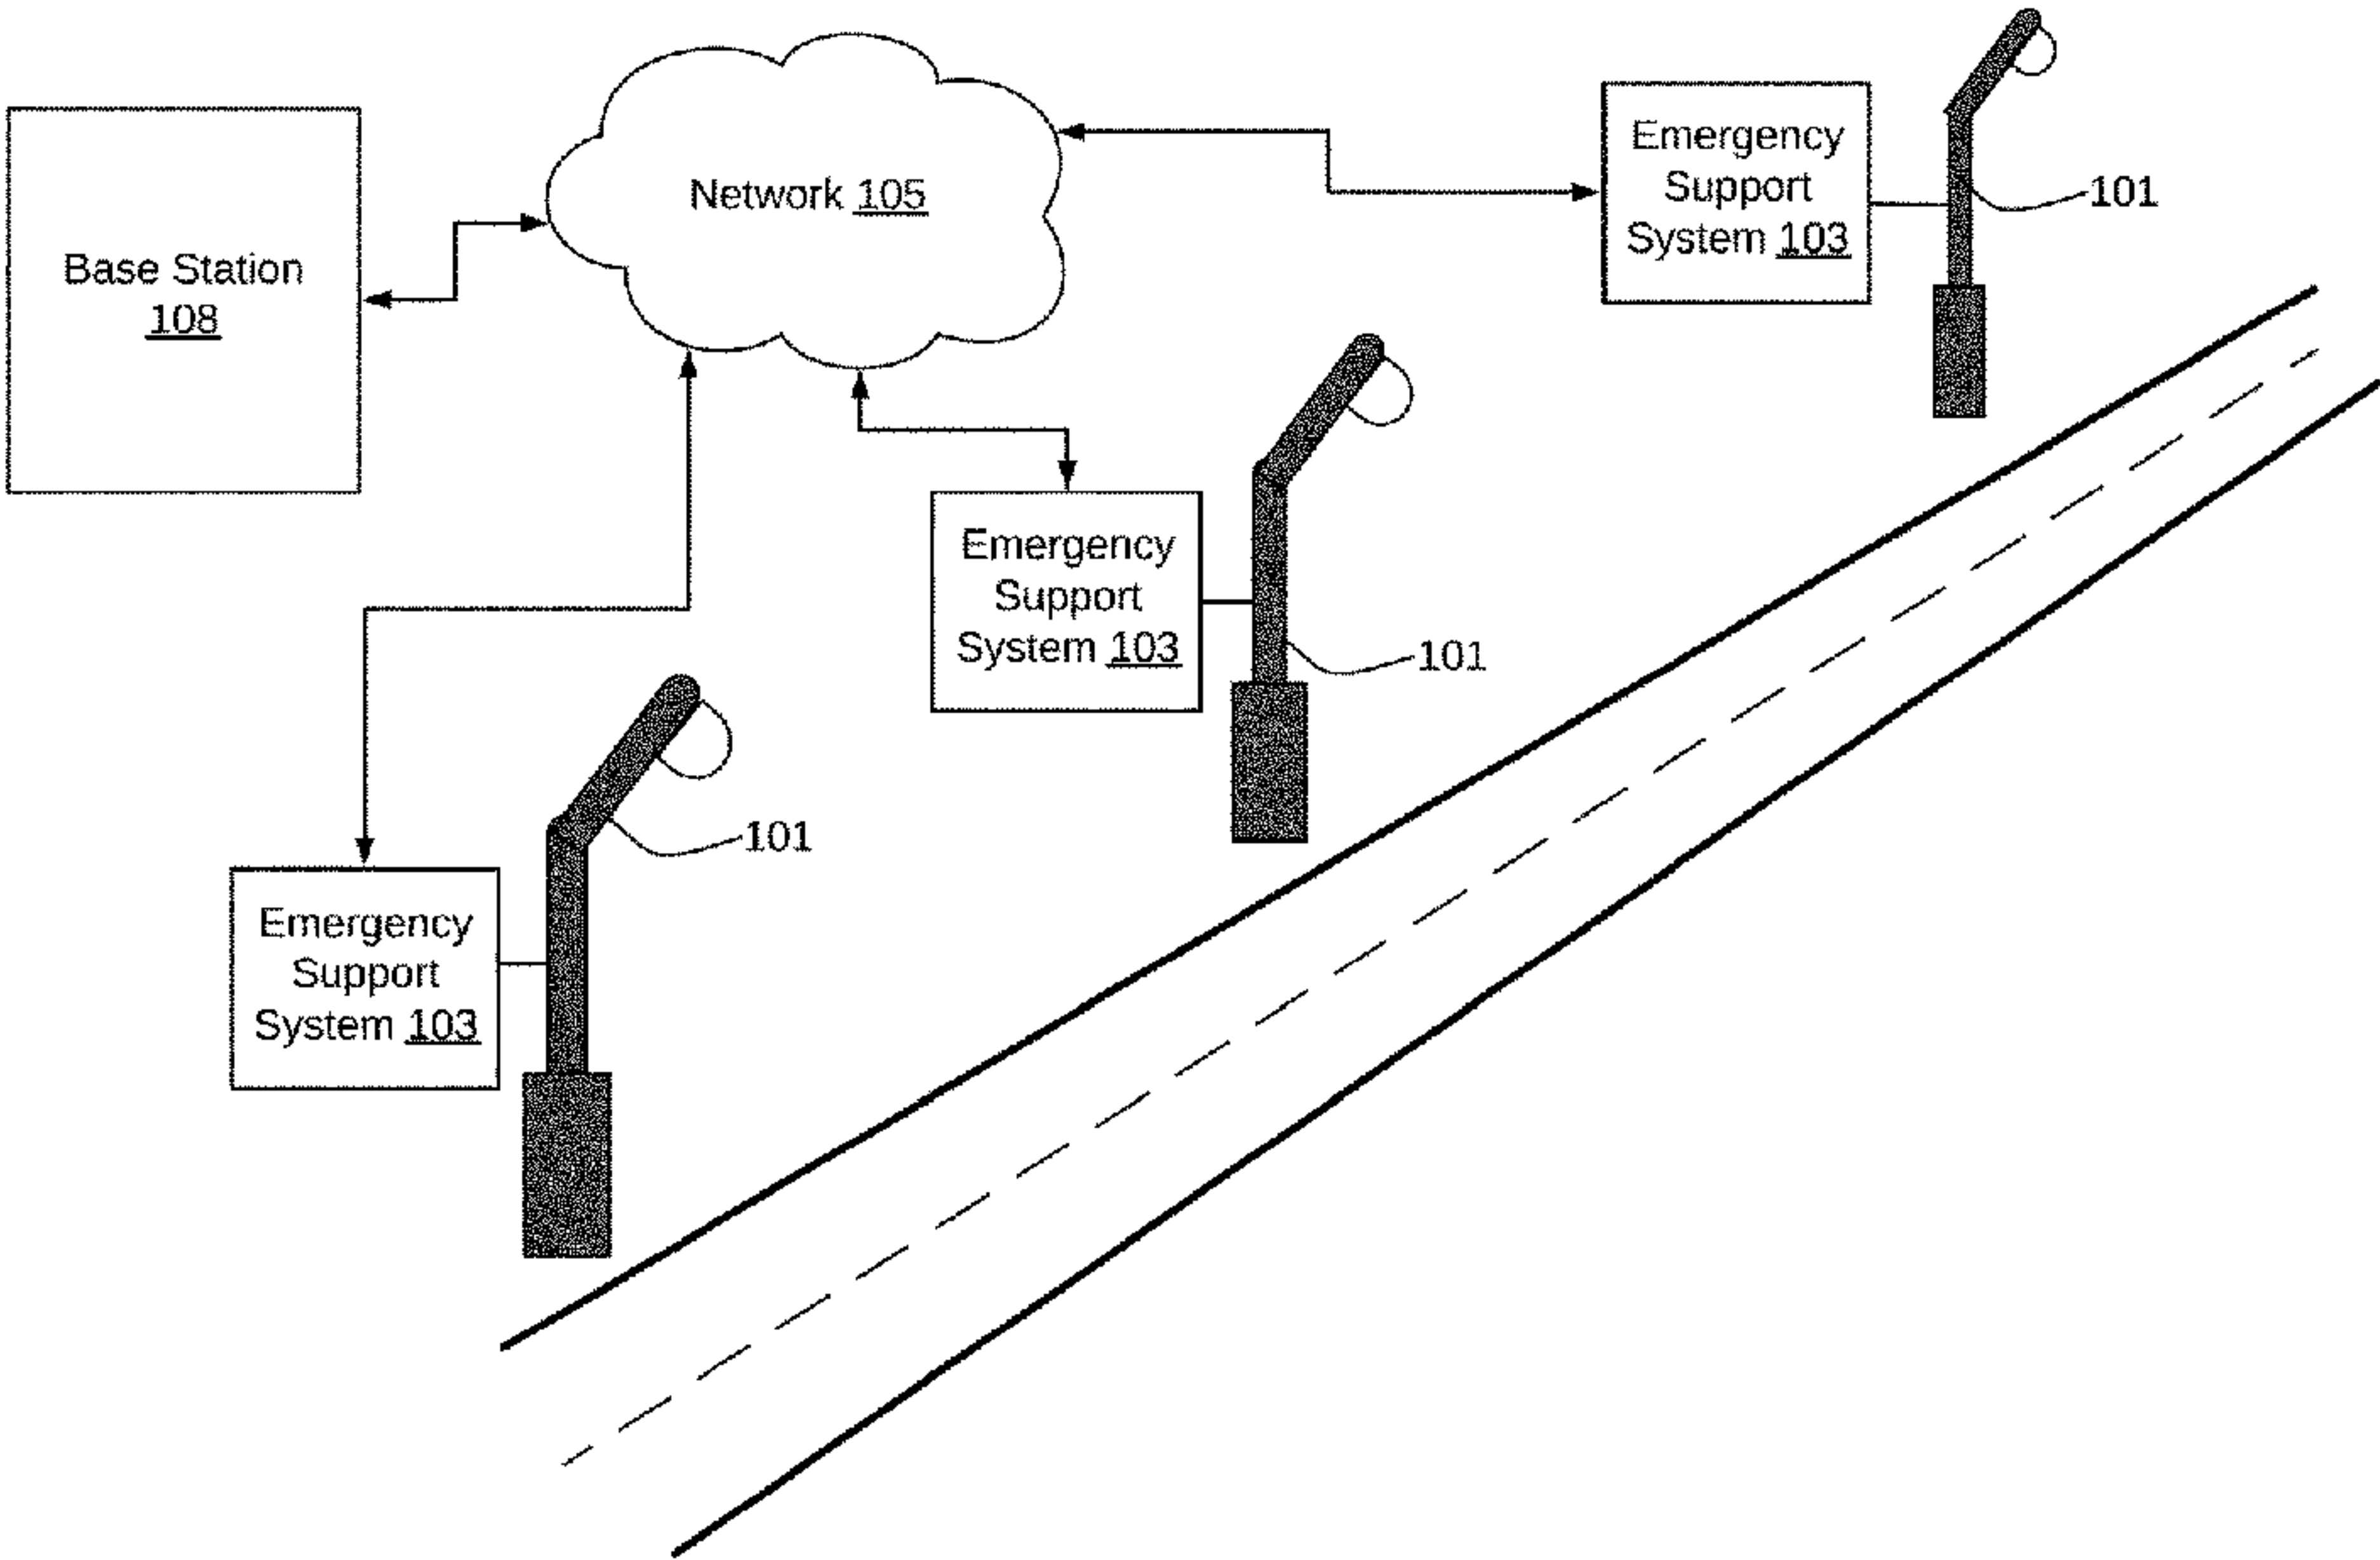 Network 105
Base Station
108
Emergency
Support
System 103
101
Emergency
Support
System 103
101
Emergency
Support
System 103
101